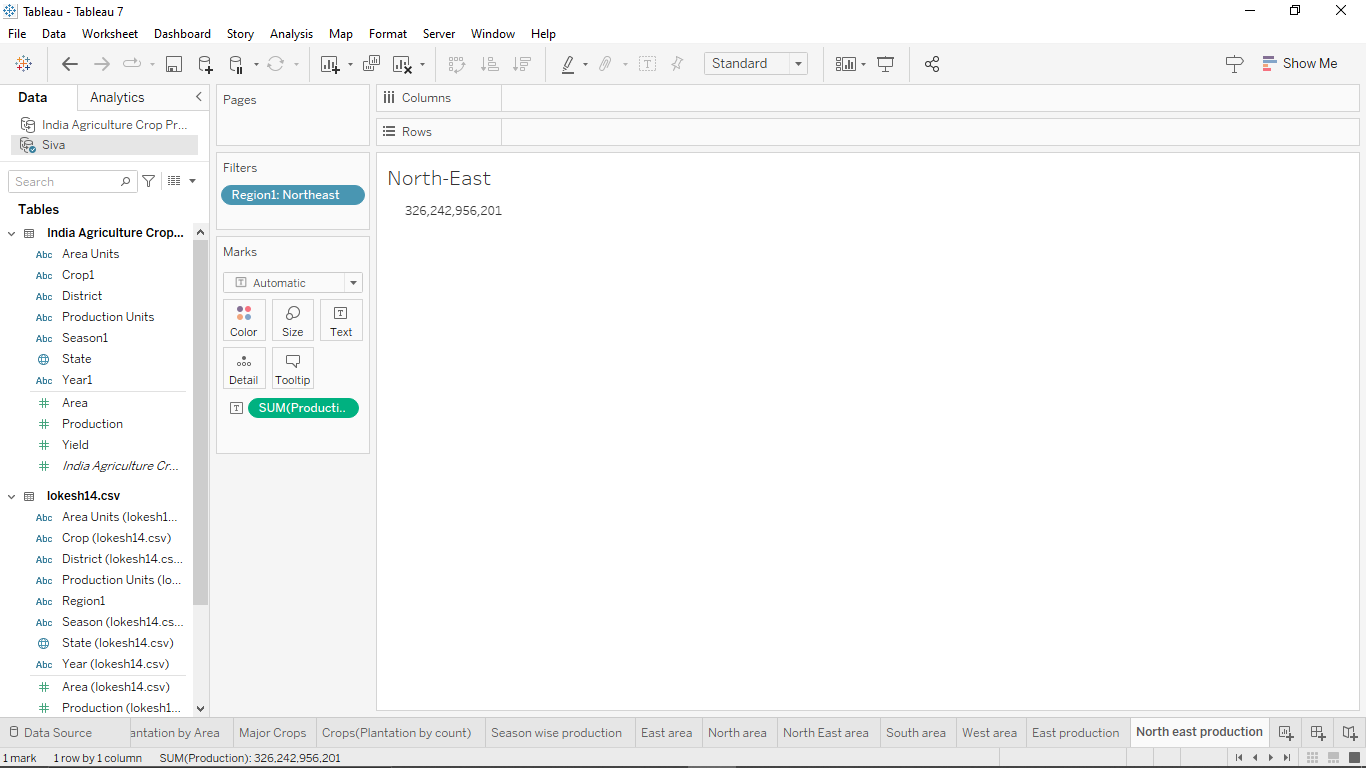 Tableau - Tableau 7
File Data Worksheet Dashboard Story Analysis Map Format Server Window Help
Standard
Show Me
Data Analytics
India Agriculture Crop Pr...
Siva
Search
Tables
India Agriculture Crop...
Abc Area Units
Abc Crop1
Abc District
Abc Production Units
Abc Season1
State
Abc Year1
Area
Production
Yield
India Agriculture Cr...
lokesh14.csv
Abc Area Units (lokesh1...
Abc Crop (lokesh14.csv)
Abc District (lokesh14.cs...
Abc Production Units (lo...
Abc Region1
Abc Season (lokesh14.cs...
State (lokesh14.csv)
Abc Year (lokesh14.csv)
Area (lokesh14.csv)
Production (lokesh1...
Pages
Filters
Region1: Northeast
Marks
T Automatic
Color Size Text
Detail Tooltip
T SUM(Producti..
Columns
Rows
North-East
326,242,956,201
Data Source antation by Area Major Crops Crops(Plantation by count) Season wise production East area North area North East area South area West area East production North east production
1 mark 1 row by 1 column SUM(Production): 326,242,956,201